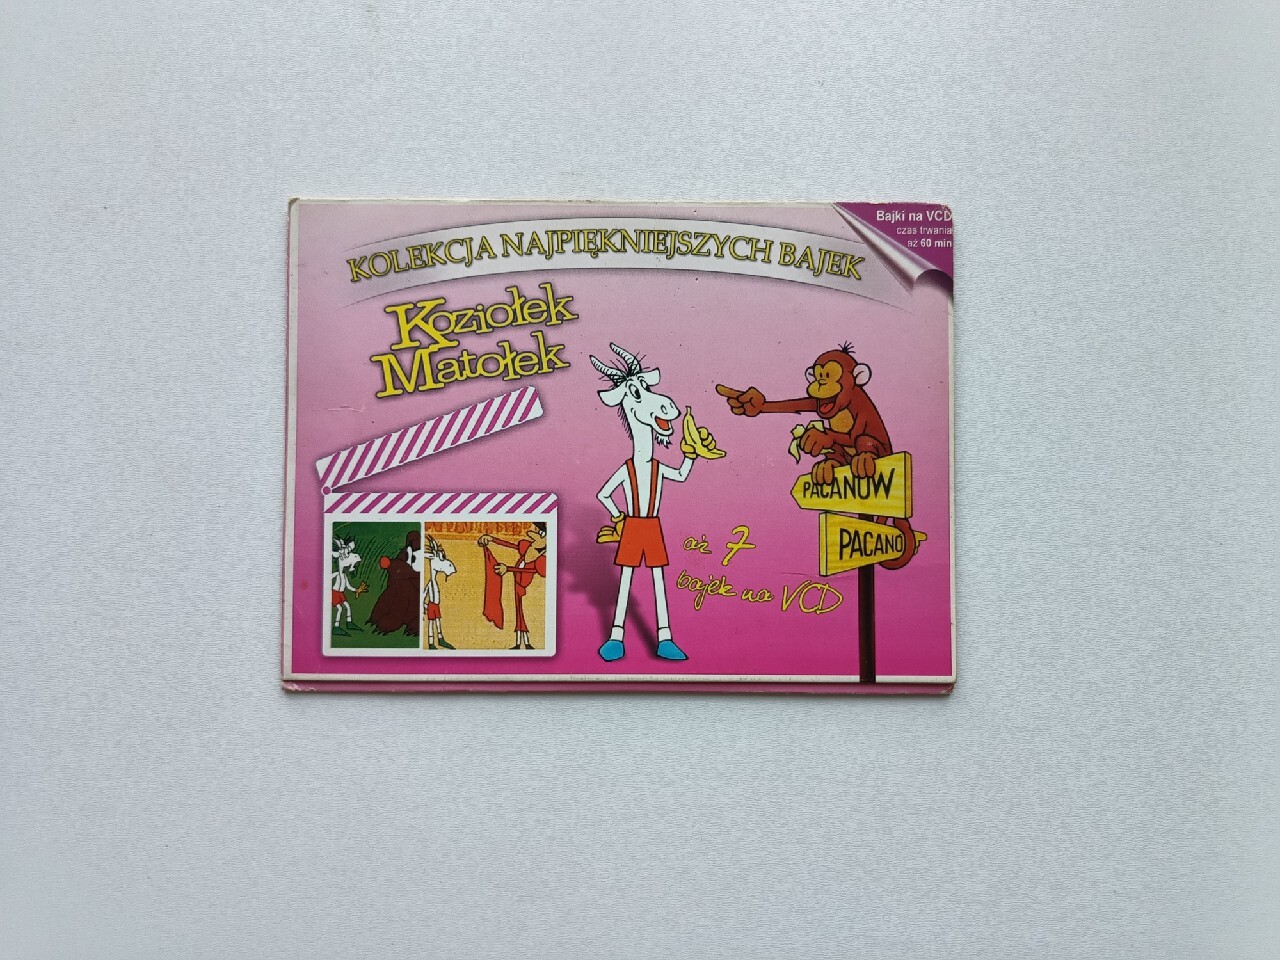 KOLEKCJA NAJPIĘKNIEJSZYCH BAJEK
Bajki na VCD
czas trwania
aż 60 min
Koziołek
Matołek
PACANÓW
PACANO
aż 7
bajek na VCD